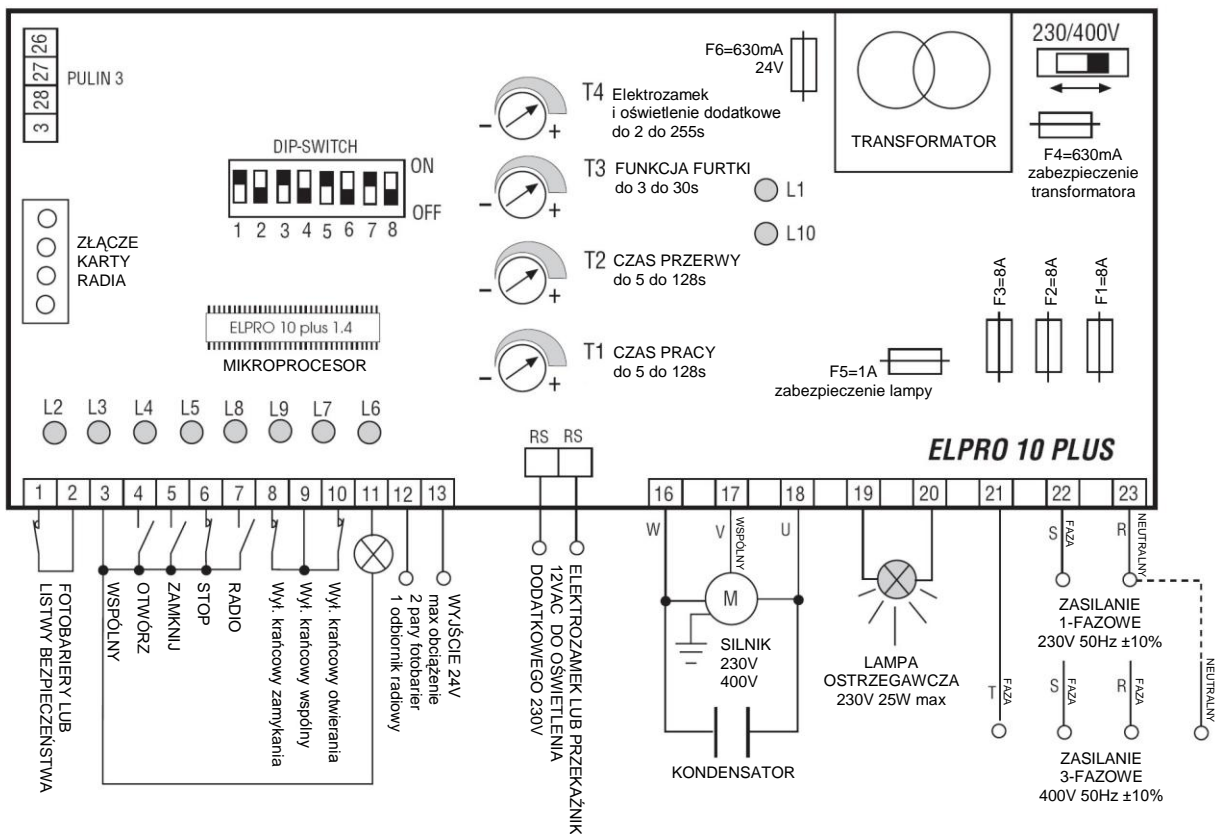 26
27
28
3
PULIN 3
F6=630mA
24V
TRANSFORMATOR
230/400V
F4=630mA
zabezpieczenie
transformatora
T4 Elektrozamek
i oświetlenie dodatkowe
do 2 do 255s
T3 FUNKCJA FURTKI
do 3 do 30s
T2 CZAS PRZERWY
do 5 do 128s
T1 CZAS PRACY
do 5 do 128s
- +
- +
- +
- +
DIP-SWITCH
ON
OFF
1 2 3 4 5 6 7 8
L1
L10
ZŁĄCZE
KARTY
RADIA
ELPRO 10 plus 1.4
MIKROPROCESOR
F3=8A
F2=8A
F1=8A
F5=1A
zabezpieczenie lampy
L2 L3 L4 L5 L8 L9 L7 L6
RS RS
ELPRO 10 PLUS
1 2 3 4 5 6 7 8 9 10 11 12 13
16 17 18 19 20 21 22 23
FOTOBARIERY LUB
LISTWY BEZPIECZEŃSTWA
WSPÓLNY
OTWÓRZ
ZAMKNIJ
STOP
RADIO
Wył. krańcowy zamykania
Wył. krańcowy wspólny
Wył. krańcowy otwierania
WYJŚCIE 24V
max obciążenie
2 pary fotobarier
1 odbiornik radiowy
ELEKTROZAMEK LUB PRZEKAŹNIK
12VAC DO OŚWIETLENIA
DODATKOWEGO 230V
W
V
WSPÓLNY
U
M
SILNIK
230V
400V
KONDENSATOR
LAMPA
OSTRZEGAWCZA
230V 25W max
S
FAZA
R
NEUTRALNY
ZASILANIE
1-FAZOWE
230V 50Hz ±10%
T
FAZA
S
FAZA
R
FAZA
NEUTRALNY
ZASILANIE
3-FAZOWE
400V 50Hz ±10%